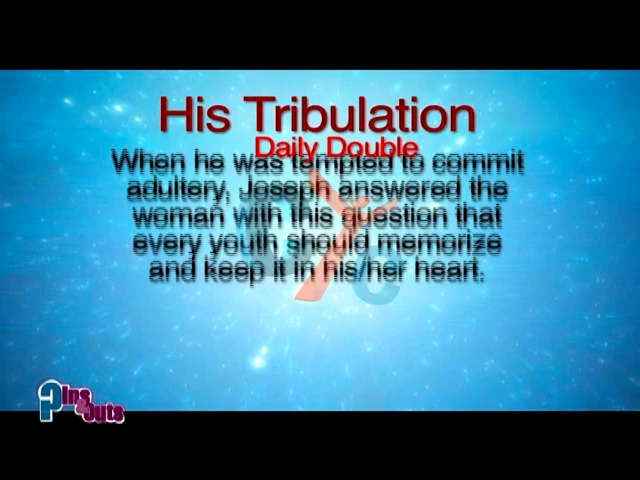 His Tribulation
Daily Double
When he was tempted to commit
adultery, Joseph answered the
woman with this question that
every youth should memorize
and keep it in his/her heart.
Pins
&outs